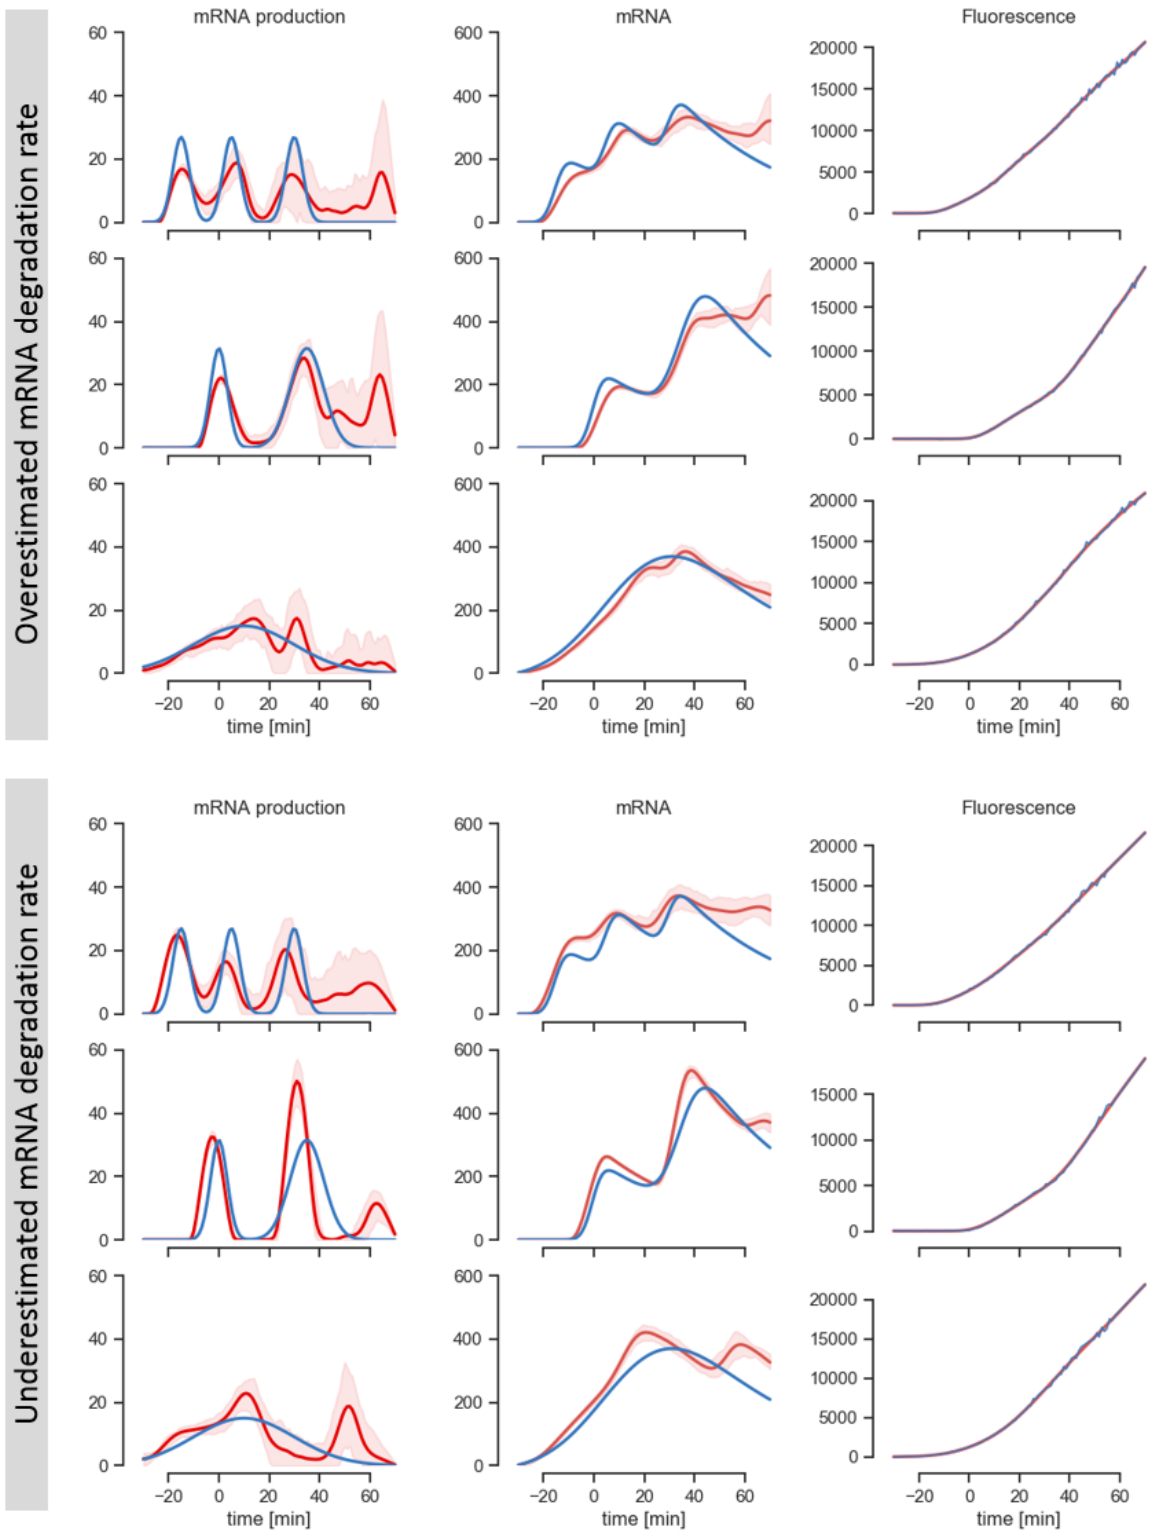 Overestimated mRNA degradation rate
mRNA production mRNA Fluorescence
60 600 20000
40 400 15000
20 200 10000
0 0 5000
0
60 600 20000
40 400 15000
20 200 10000
0 0 5000
0
60 600 20000
40 400 15000
20 200 10000
0 0 5000
0
−20 0 20 40 60 −20 0 20 40 60 −20 0 20 40 60
time [min] time [min] time [min]
Underestimated mRNA degradation rate
mRNA production mRNA Fluorescence
60 600 20000
40 400 15000
20 200 10000
0 0 5000
0
60 600 15000
40 400 10000
20 200 5000
0 0 0
60 600 20000
40 400 15000
20 200 10000
0 0 5000
0
−20 0 20 40 60 −20 0 20 40 60 −20 0 20 40 60
time [min] time [min] time [min]